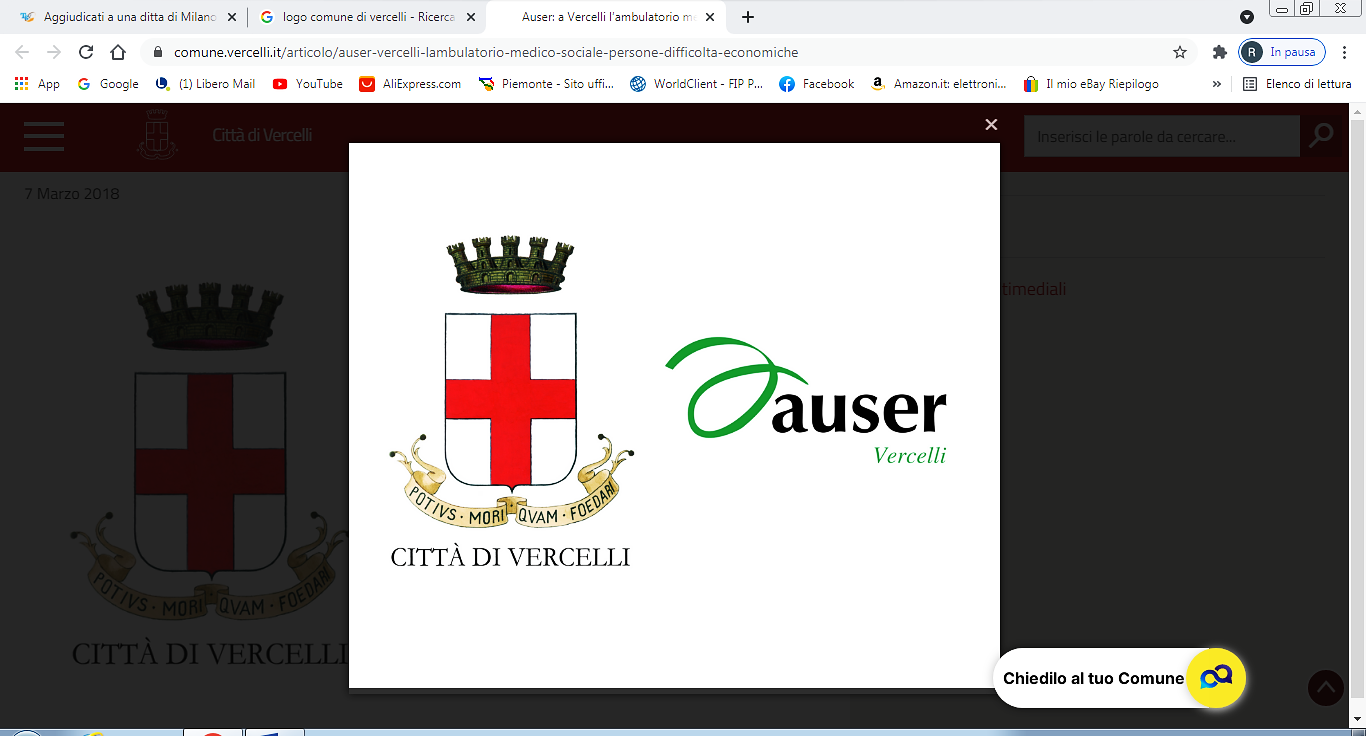 Aggiudicati a una ditta di Milano
logo comune di vercelli - Ricerca
Auser: a Vercelli l'ambulatorio me
comune.vercelli.it/articolo/auser-vercelli-lambulatorio-medico-sociale-persone-difficolta-economiche
R In pausa
App
Google
(1) Libero Mail
YouTube
AliExpress.com
Piemonte - Sito uffi...
WorldClient - FIP P...
Facebook
Amazon.it: elettroni...
Il mio eBay Riepilogo
»
Elenco di lettura
Città di Vercelli
Inserisci le parole da cercare...
7 Marzo 2018
timediali
POTIVS · MORI QVAM · FOEDARI
CITTÀ DI VERCELLI
auser
Vercelli
POTIVS · MORI QVAM · FOEDARI
CITTÀ DI VERCELLI
Chiedilo al tuo Comune